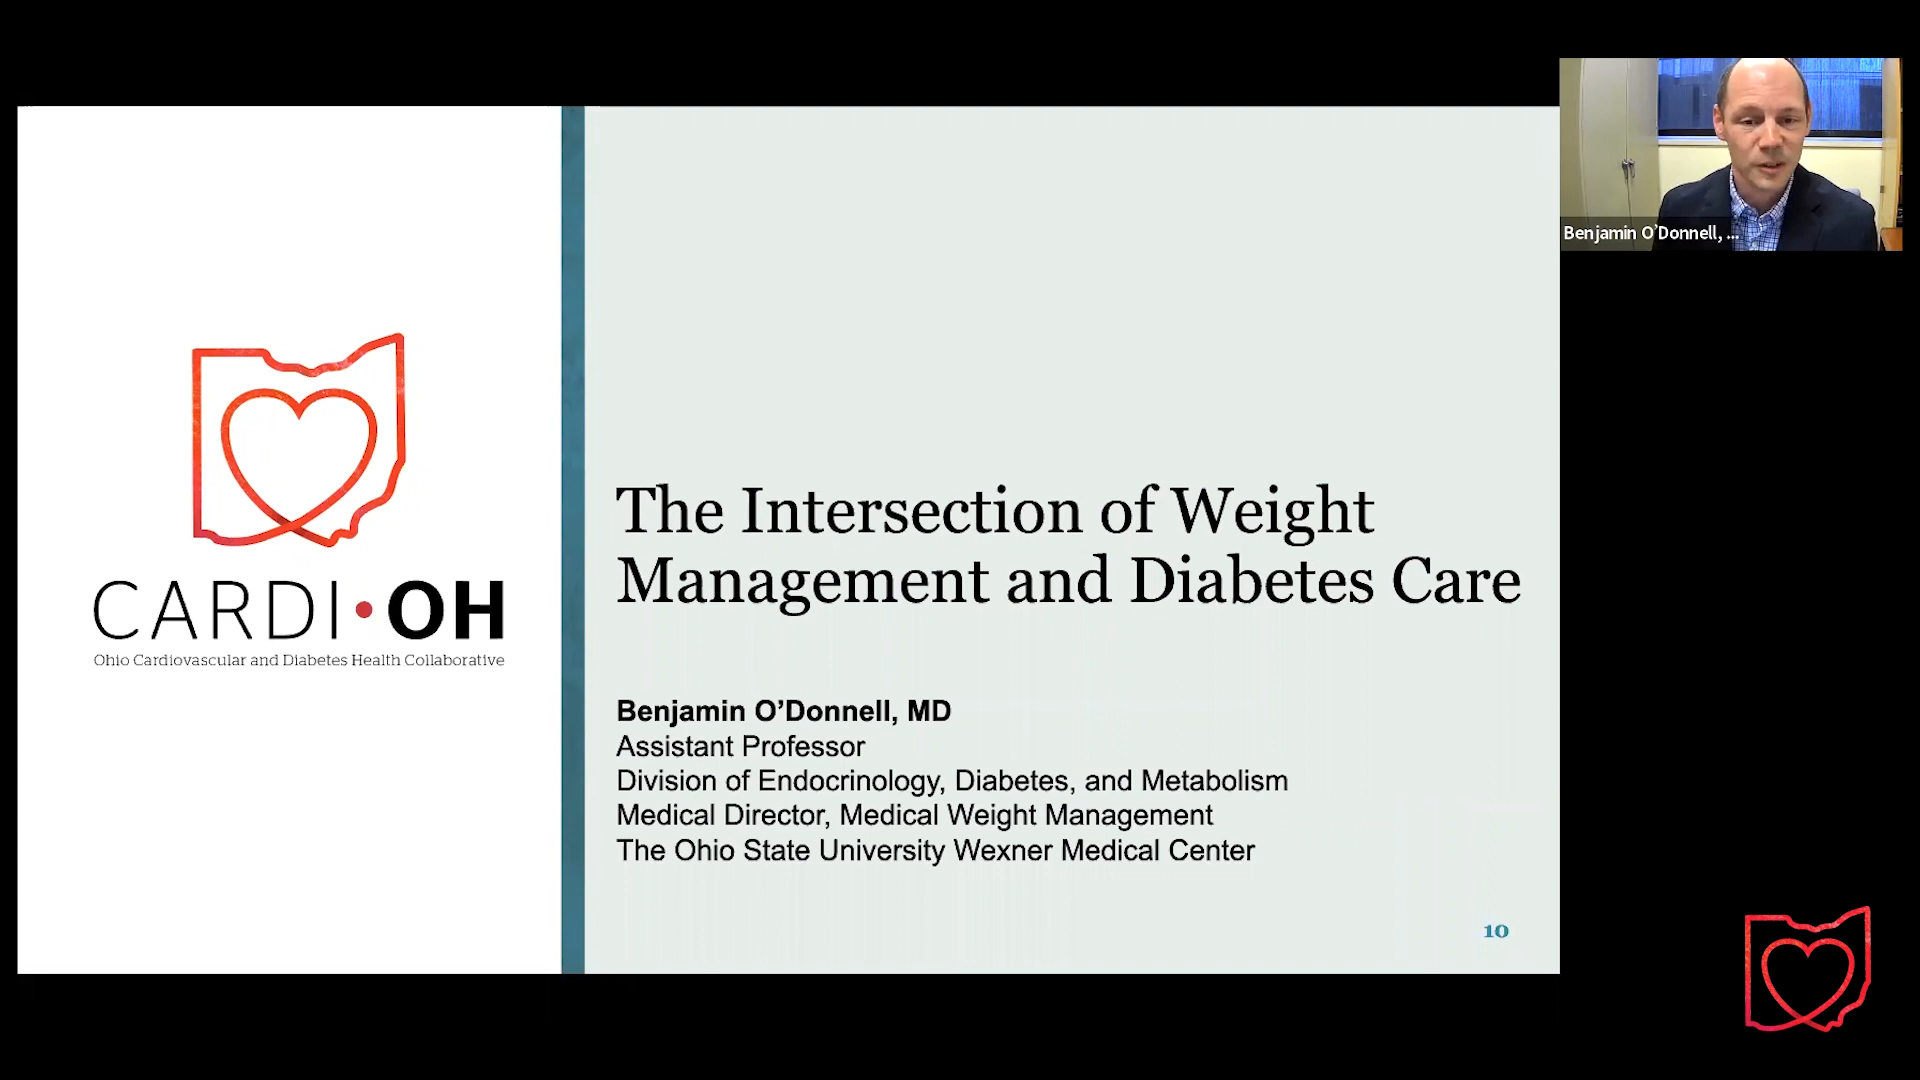 Benjamin O'Donnell, ...
CARDI•OH
Ohio Cardiovascular and Diabetes Health Collaborative
The Intersection of Weight
Management and Diabetes Care
Benjamin O’Donnell, MD
Assistant Professor
Division of Endocrinology, Diabetes, and Metabolism
Medical Director, Medical Weight Management
The Ohio State University Wexner Medical Center
10